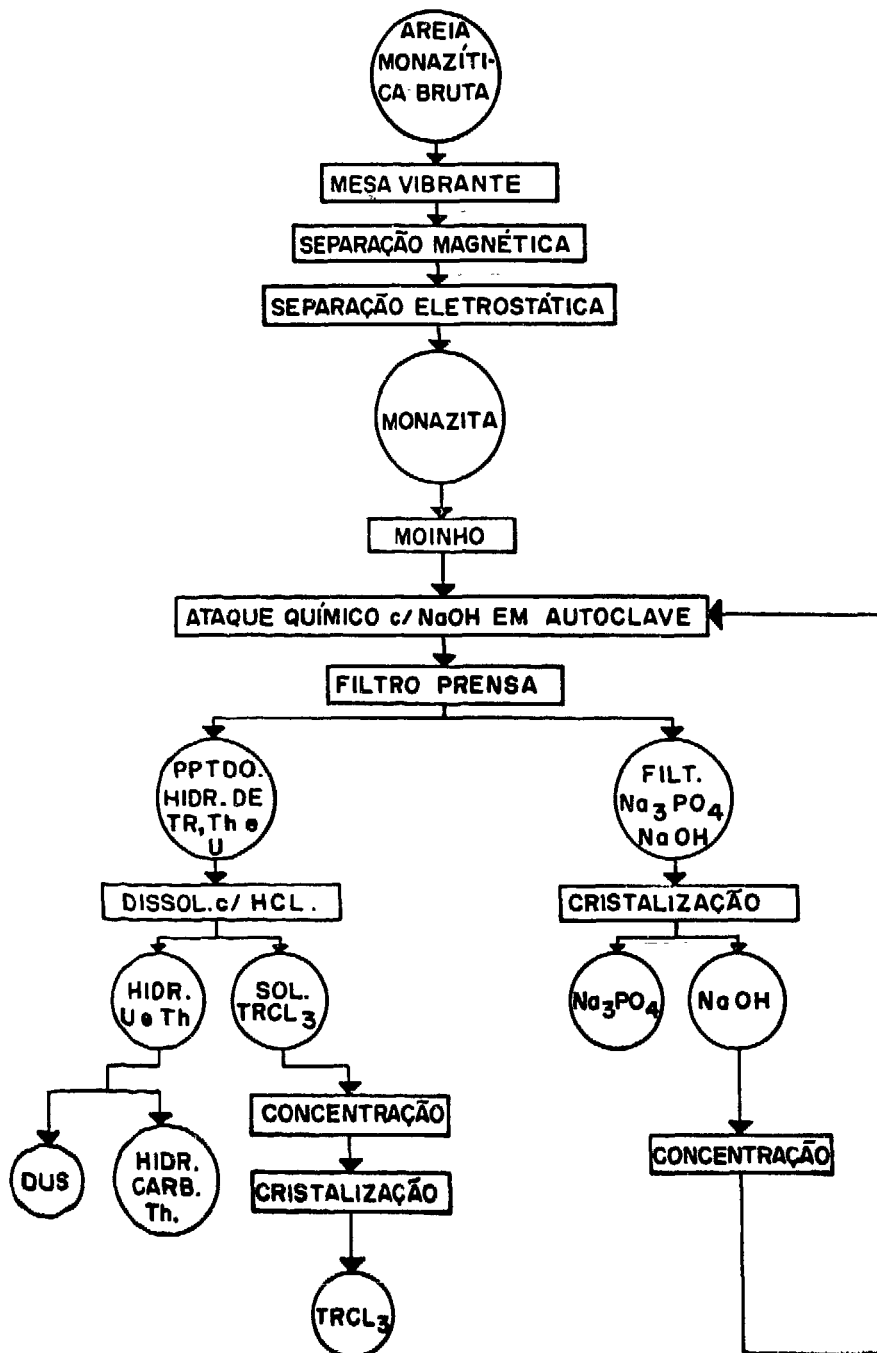 AREIA
MONAZÍTI-
CA BRUTA
MESA VIBRANTE
SEPARAÇÃO MAGNÉTICA
SEPARAÇÃO ELETROSTÁTICA
MONAZITA
MOINHO
ATAQUE QUÍMICO c/ NaOH EM AUTOCLAVE
FILTRO PRENSA
PPTDO.
HIDR. DE
TR, Th e
U
FILT.
Na₃PO₄
NaOH
DISSOL. c/ HCL.
CRISTALIZAÇÃO
HIDR.
U e Th
SOL.
TRCL₃
Na₃PO₄
NaOH
CONCENTRAÇÃO
CONCENTRAÇÃO
DUS
HIDR.
CARB.
Th.
CRISTALIZAÇÃO
TRCL₃